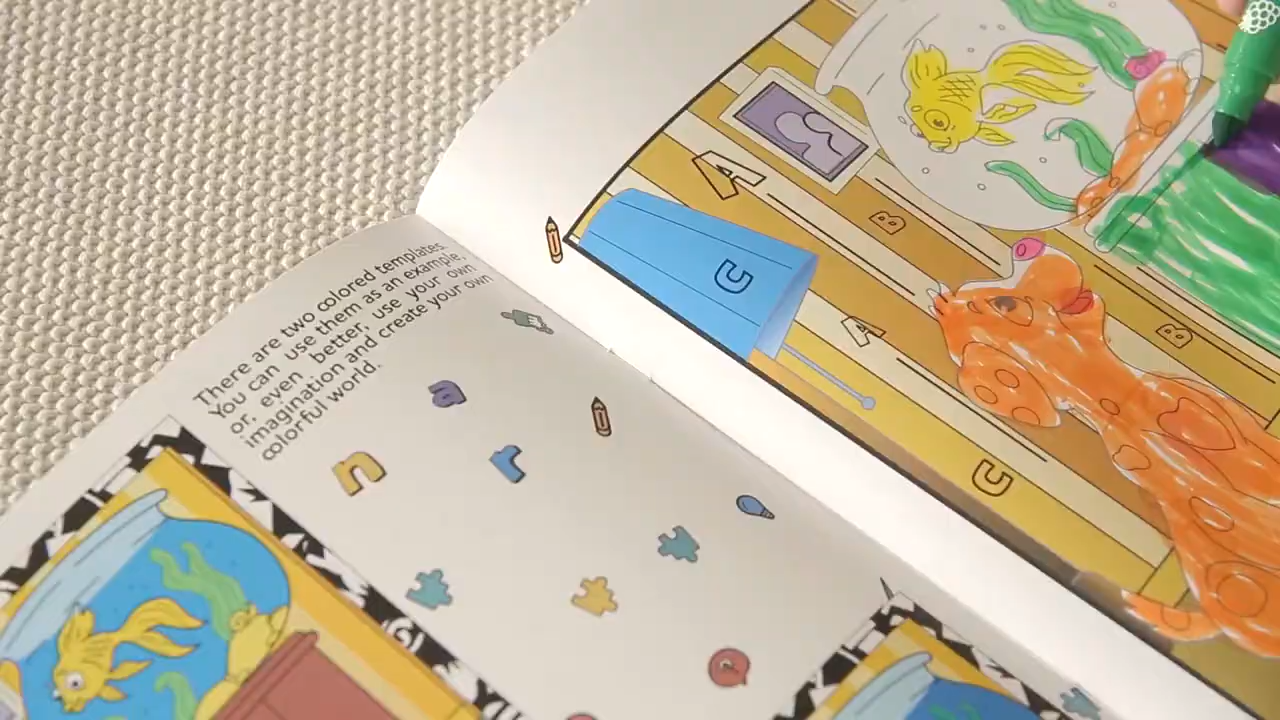 There are two colored templates.
You can use them as an example,
or, even better, use your own
imagination and create your own
colorful world.
a
n
r
A
B
C
A
B
C